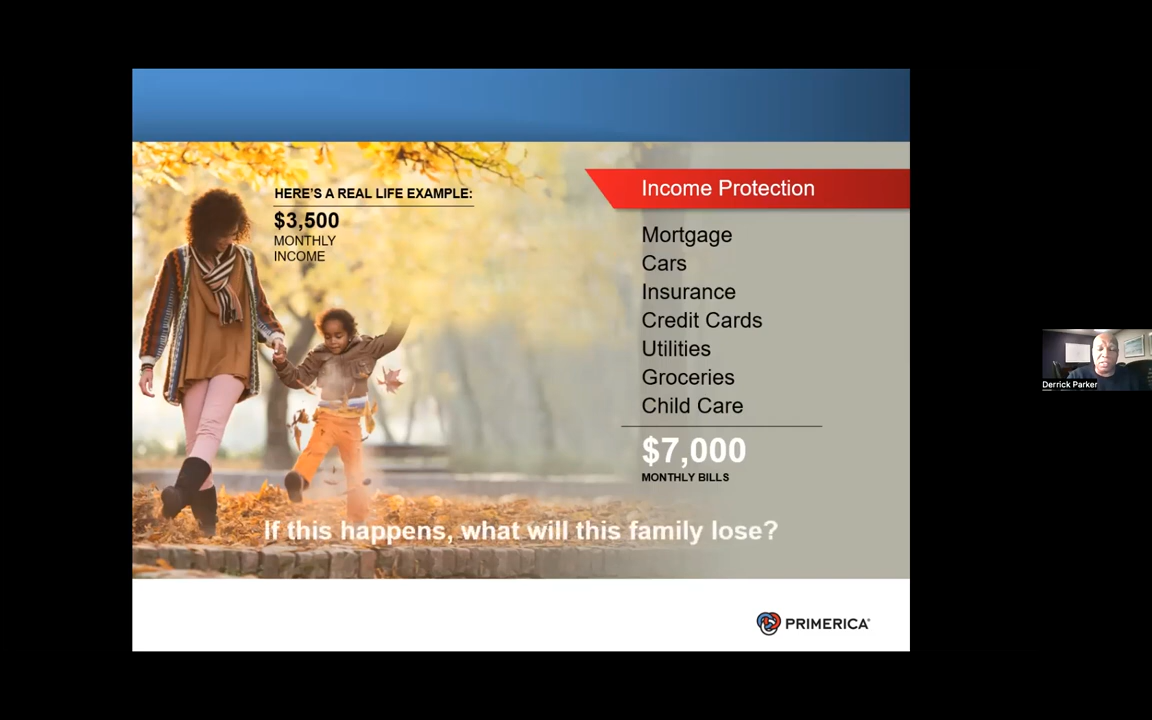 HERE'S A REAL LIFE EXAMPLE:
$3,500
MONTHLY
INCOME
Income Protection
Mortgage
Cars
Insurance
Credit Cards
Utilities
Groceries
Child Care
$7,000
MONTHLY BILLS
If this happens, what will this family lose?
PRIMERICA®
Derrick Parker